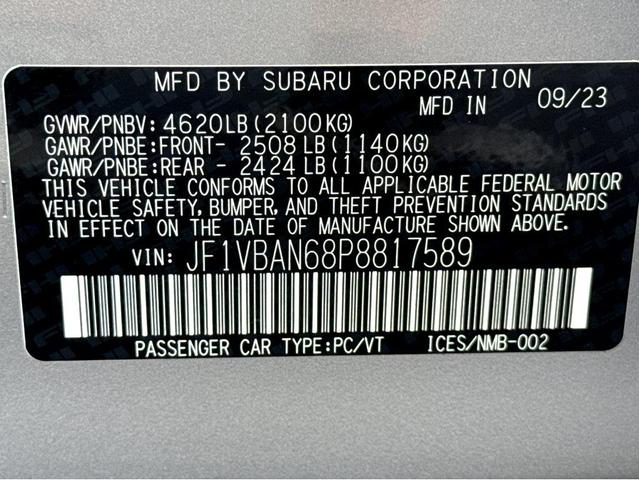 MFD BY SUBARU CORPORATION
MFD IN 09/23
GVWR/PNBV: 4620LB(2100KG)
GAWR/PNBE:FRONT- 2508 LB(1140KG)
GAWR/PNBE:REAR - 2424 LB(1100KG)
THIS VEHICLE CONFORMS TO ALL APPLICABLE FEDERAL MOTOR
VEHICLE SAFETY, BUMPER, AND THEFT PREVENTION STANDARDS
IN EFFECT ON THE DATE OF MANUFACTURE SHOWN ABOVE.
VIN: JF1VBAN68P8817589
PASSENGER CAR TYPE:PC/VT ICES/NMB-002